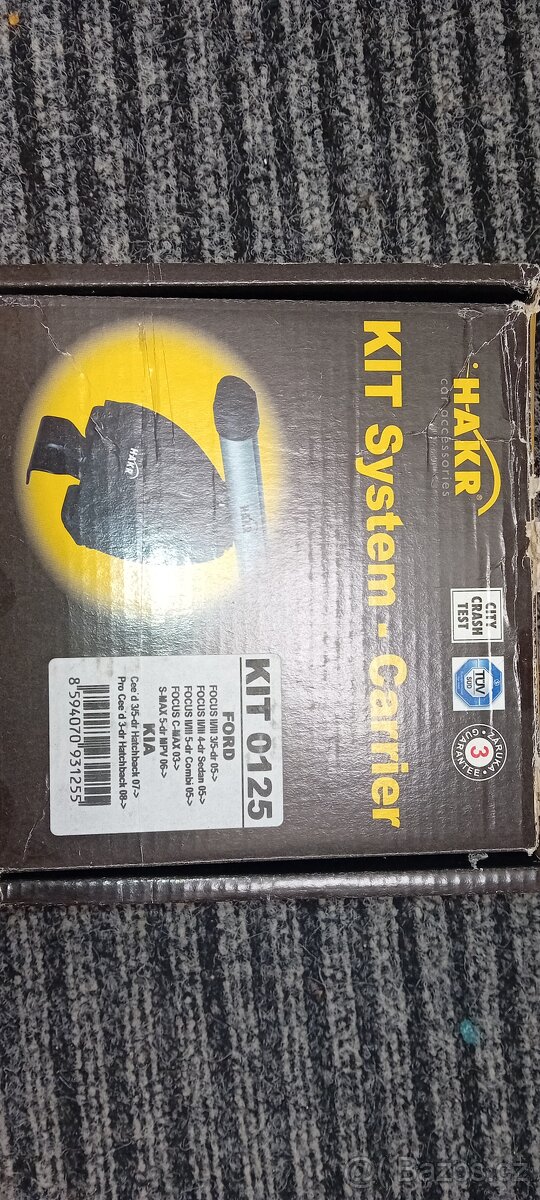 HAKR®
car accessories
KIT System - Carrier
CITY
CRASH
TEST
TÜV
SÜD
ZÁRUKA
3
GUARANTEE
HAKR
HAKR
KIT 0125
FORD
FOCUS II/III 3/5-dr 05->
FOCUS II/III 4-dr Sedan 05->
FOCUS II/III 5-dr Combi 05->
FOCUS C-MAX 03->
S-MAX 5-dr MPV 06->
KIA
Cee´d 3/5-dr Hatchback 07->
Pro Cee´d 3-dr Hatchback 08->
8 594070 931255
Bazos.cz